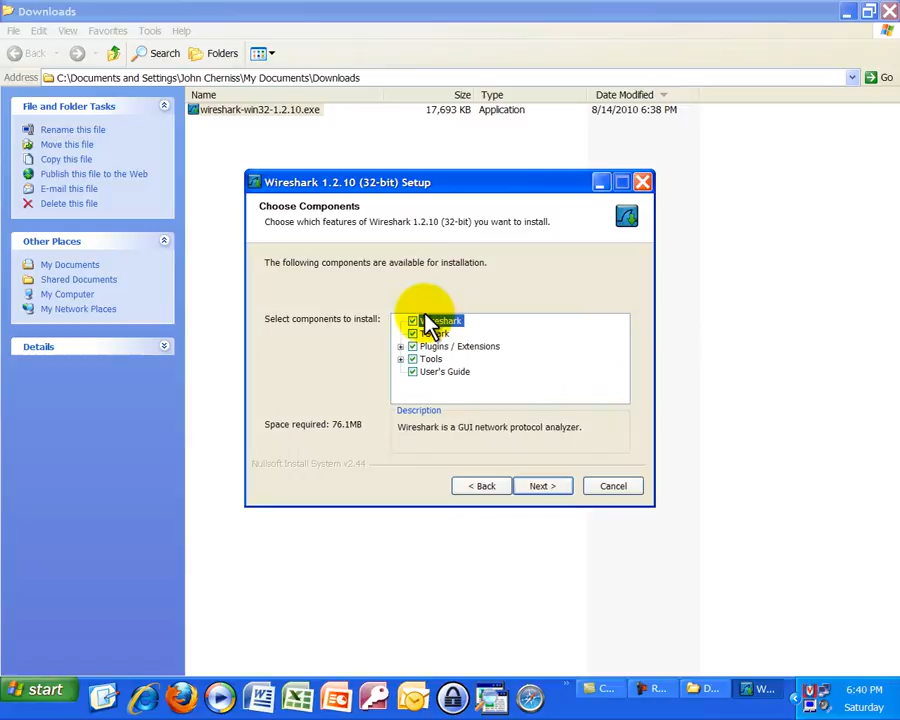 Downloads
File Edit View Favorites Tools Help
Back Search Folders
Address C:\Documents and Settings\John Cherniss\My Documents\Downloads Go
File and Folder Tasks
Rename this file
Move this file
Copy this file
Publish this file to the Web
E-mail this file
Delete this file
Other Places
My Documents
Shared Documents
My Computer
My Network Places
Details
Name Size Type Date Modified
wireshark-win32-1.2.10.exe 17,693 KB Application 8/14/2010 6:38 PM
Wireshark 1.2.10 (32-bit) Setup
Choose Components
Choose which features of Wireshark 1.2.10 (32-bit) you want to install.
The following components are available for installation.
Select components to install:
Wireshark
Plugins / Extensions
Tools
User's Guide
Space required: 76.1MB
Description
Wireshark is a GUI network protocol analyzer.
Nullsoft Install System v2.44
< Back Next > Cancel
start C... R... D... W... 6:40 PM
Saturday